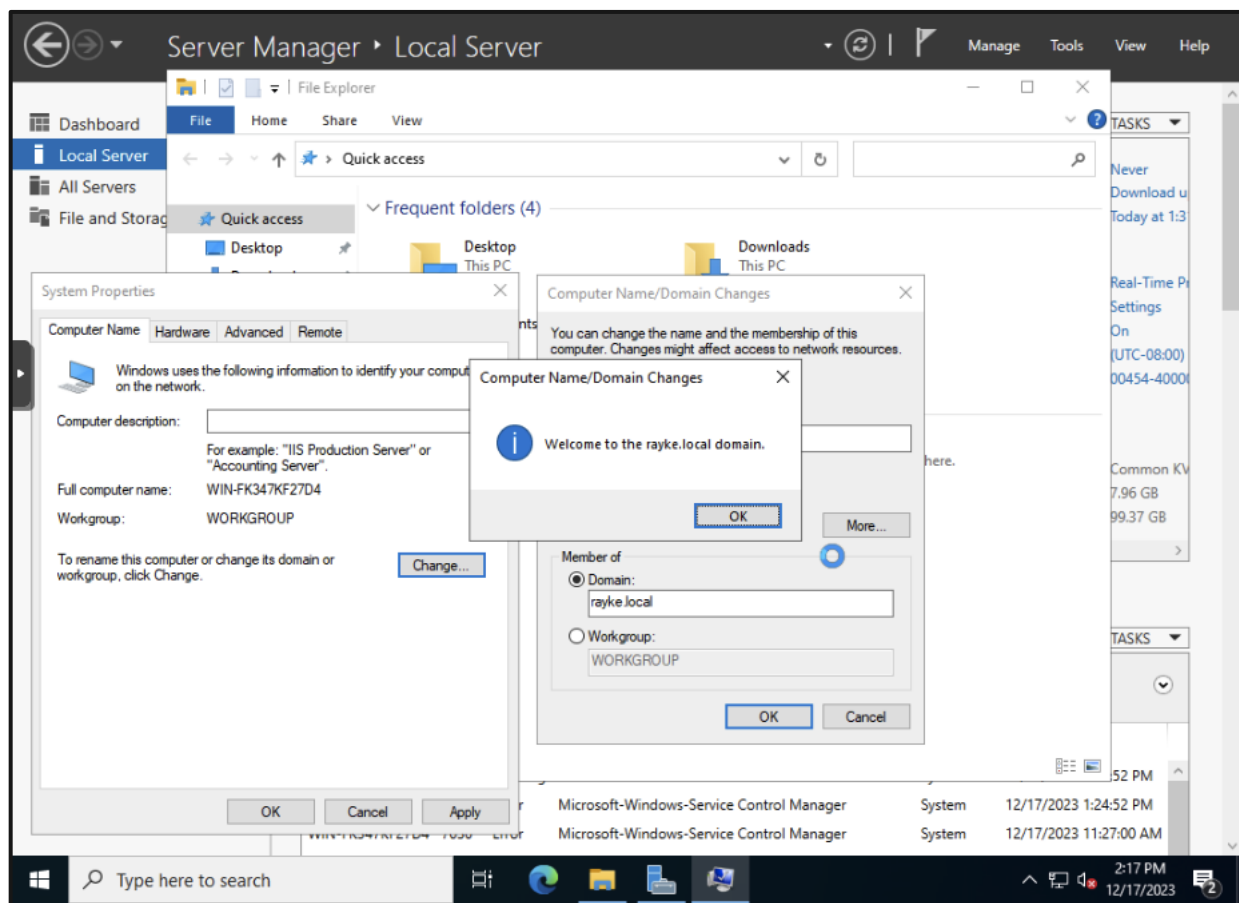 Server Manager ‣ Local Server
Manage Tools View Help
File Explorer
File Home Share View
Quick access
Dashboard
Local Server
All Servers
File and Storag
Quick access
Desktop
Frequent folders (4)
Desktop
This PC
Downloads
This PC
TASKS
Never
Download u
Today at 1:3
Real-Time Pr
Settings
On
(UTC-08:00)
00454-4000
Common KV
7.96 GB
99.37 GB
nts
here.
System Properties
Computer Name Hardware Advanced Remote
Windows uses the following information to identify your comput
on the network.
Computer description:
For example: "IIS Production Server" or
"Accounting Server".
Full computer name: WIN-FK347KF27D4
Workgroup: WORKGROUP
To rename this computer or change its domain or
workgroup, click Change.
Change...
OK Cancel Apply
Computer Name/Domain Changes
You can change the name and the membership of this
computer. Changes might affect access to network resources.
Computer Name/Domain Changes
Welcome to the rayke.local domain.
OK
More...
Member of
Domain:
rayke.local
Workgroup:
WORKGROUP
OK Cancel
TASKS
:52 PM
Microsoft-Windows-Service Control Manager System 12/17/2023 1:24:52 PM
Microsoft-Windows-Service Control Manager System 12/17/2023 11:27:00 AM
Type here to search
2:17 PM
12/17/2023
2